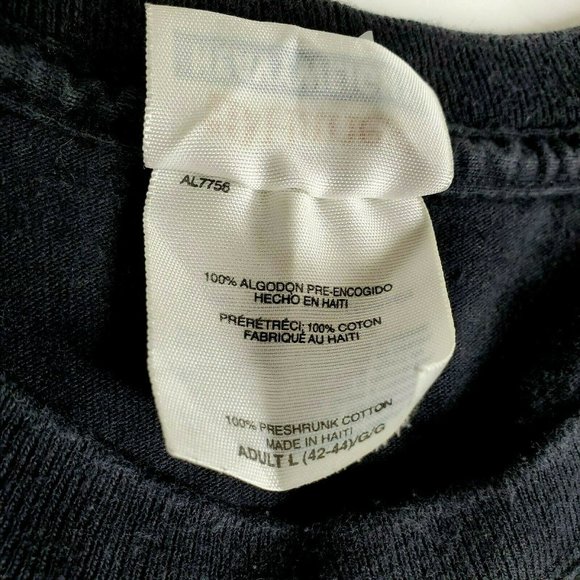 AL7756
100% ALGODON PRE-ENCOGIDO
HECHO EN HAITI
PRÉRÉTRÉCI; 100% COTON
FABRIQUÉ AU HAITI
100% PRESHRUNK COTTON
MADE IN HAITI
ADULT L (42-44)/G/G